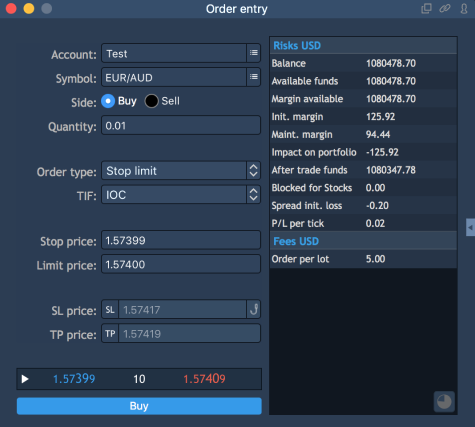 Order entry
Account: Test
Symbol: EUR/AUD
Side: Buy Sell
Quantity: 0.01
Order type: Stop limit
TIF: IOC
Stop price: 1.57399
Limit price: 1.57400
SL price: SL 1.57417
TP price: TP 1.57419
1.57399 10 1.57409
Buy
Risks USD
Balance 1080478.70
Available funds 1080478.70
Margin available 1080478.70
Init. margin 125.92
Maint. margin 94.44
Impact on portfolio -125.92
After trade funds 1080347.78
Blocked for Stocks 0.00
Spread init. loss -0.20
P/L per tick 0.02
Fees USD
Order per lot 5.00